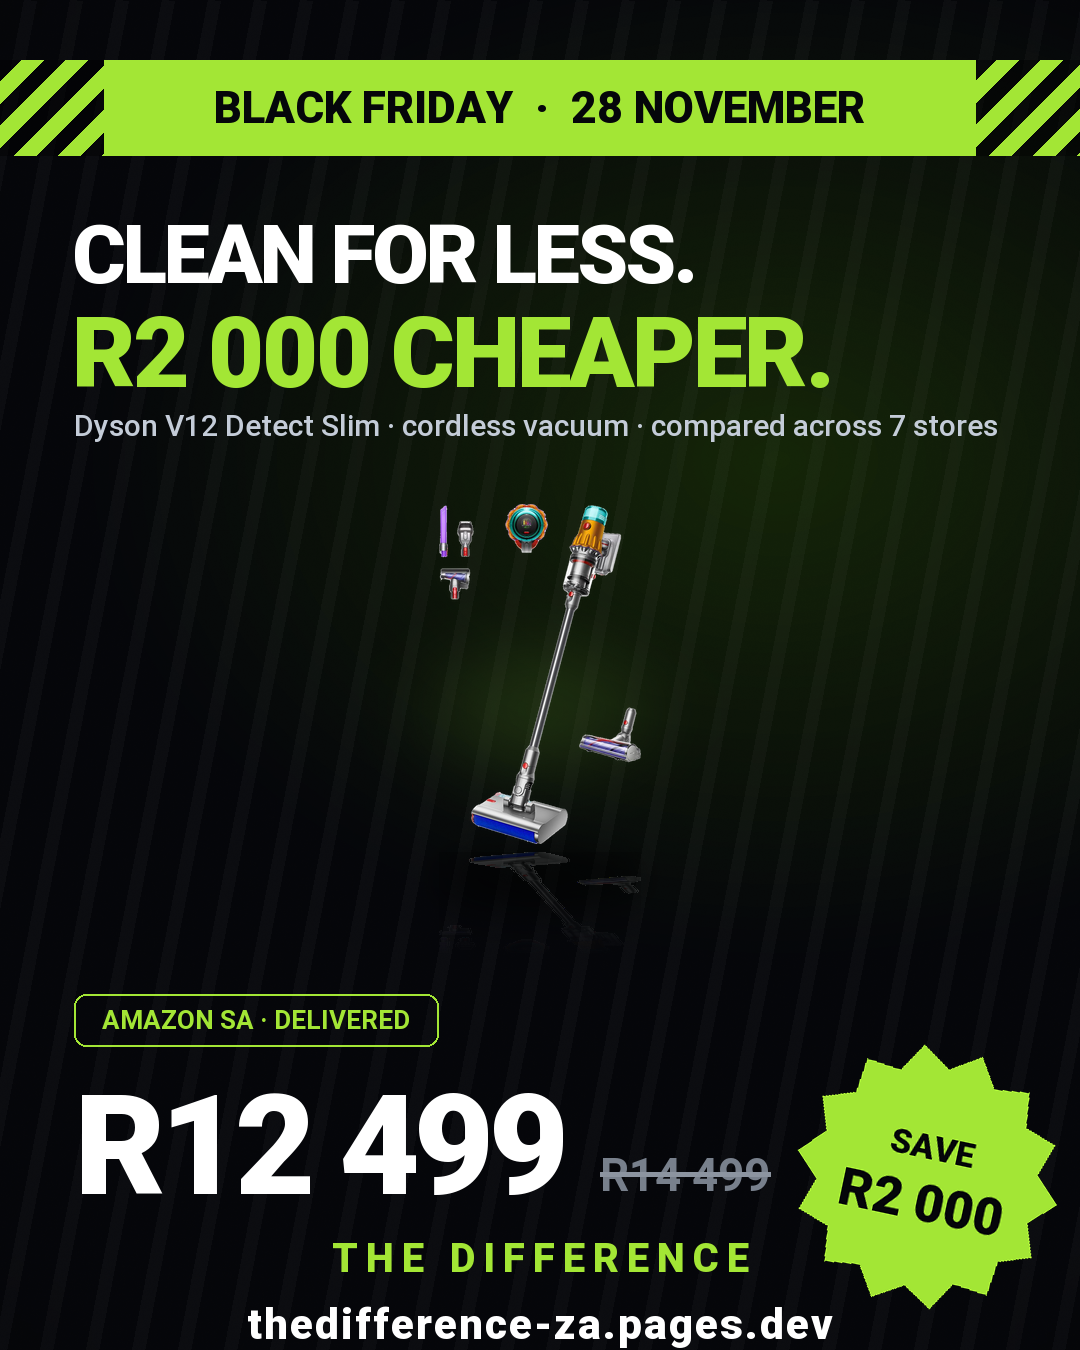 BLACK FRIDAY · 28 NOVEMBER
CLEAN FOR LESS.
R2 000 CHEAPER.
Dyson V12 Detect Slim · cordless vacuum · compared across 7 stores
AMAZON SA · DELIVERED
R12 499
R14 499
SAVE
R2 000
THE DIFFERENCE
thedifference-za.pages.dev